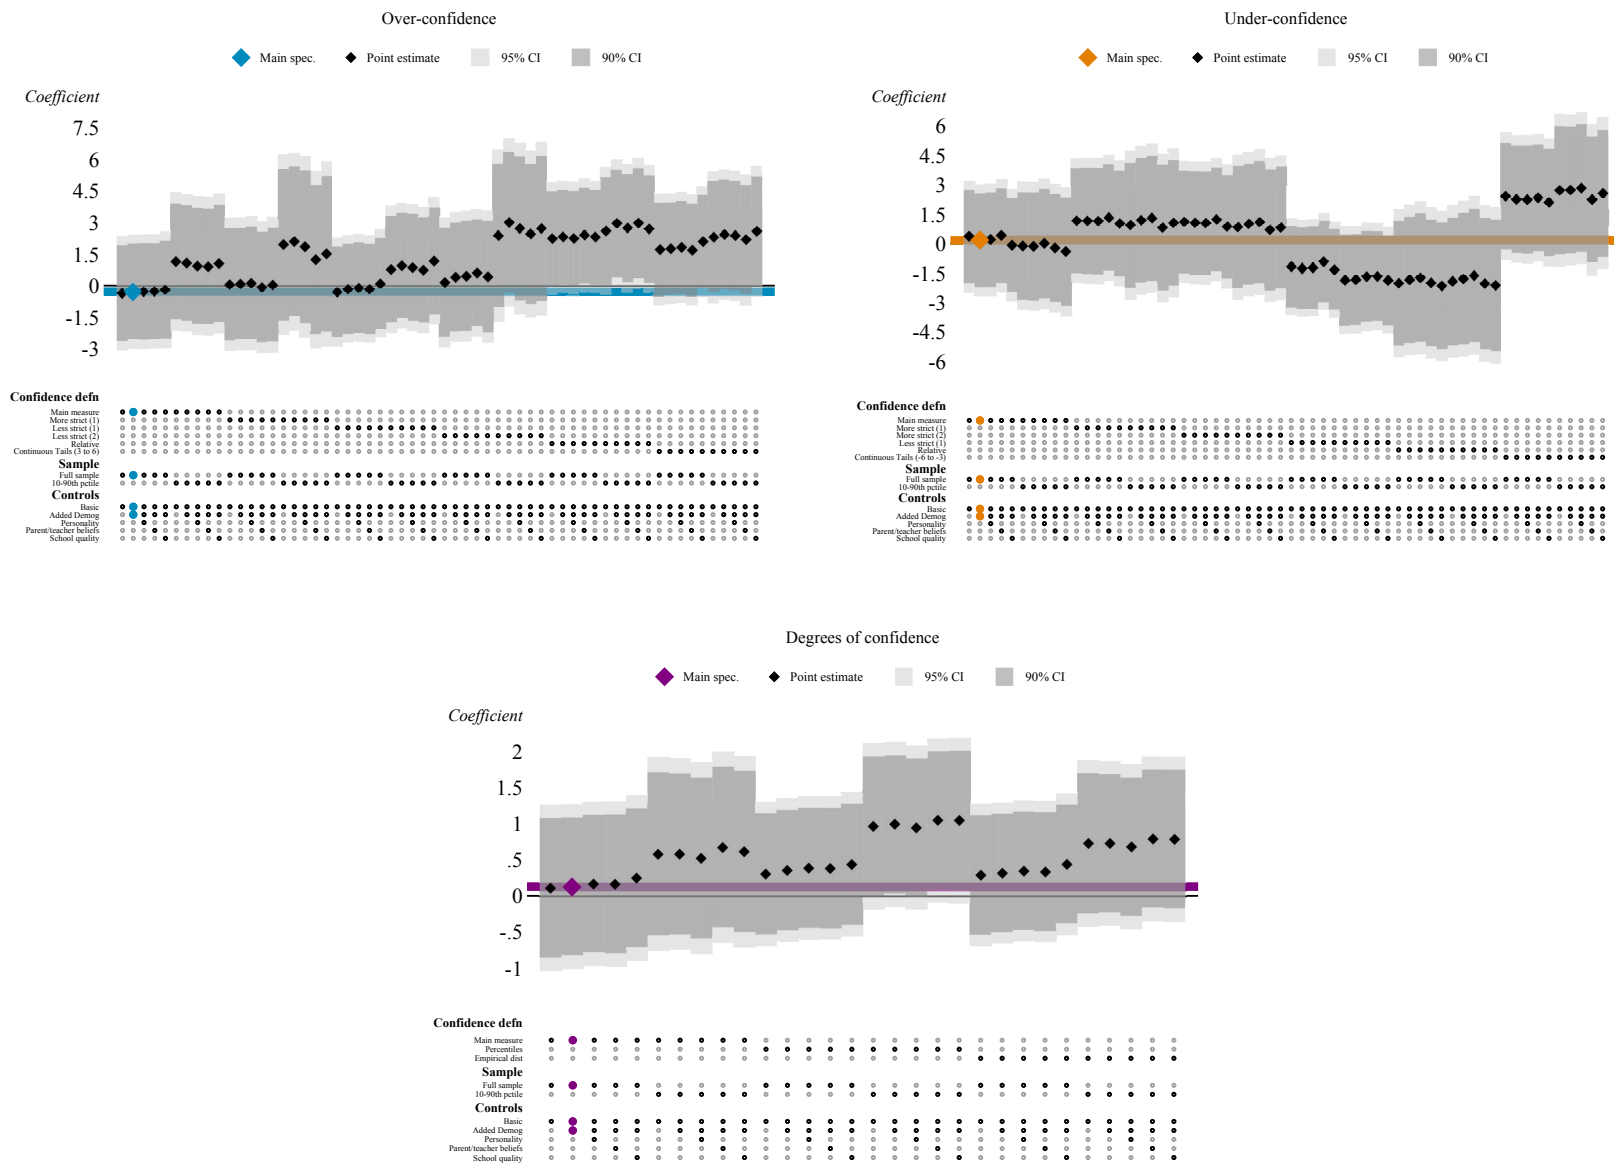 Over-confidence
Main spec. Point estimate 95% CI 90% CI
Coefficient
7.5
6
4.5
3
1.5
0
-1.5
-3
Confidence defn
Main measure
More strict (1)
Less strict (1)
Less strict (2)
Relative
Continuous Tails (3 to 6)
Sample
Full sample
10-90th pctile
Controls
Basic
Added Demog
Personality
Parent/teacher beliefs
School quality
Under-confidence
Main spec. Point estimate 95% CI 90% CI
Coefficient
6
4.5
3
1.5
0
-1.5
-3
-4.5
-6
Confidence defn
Main measure
More strict (1)
More strict (2)
Less strict (1)
Relative
Continuous Tails (-6 to -3)
Sample
Full sample
10-90th pctile
Controls
Basic
Added Demog
Personality
Parent/teacher beliefs
School quality
Degrees of confidence
Main spec. Point estimate 95% CI 90% CI
Coefficient
2
1.5
1
.5
0
-.5
-1
Confidence defn
Main measure
Percentiles
Empirical dist
Sample
Full sample
10-90th pctile
Controls
Basic
Added Demog
Personality
Parent/teacher beliefs
School quality